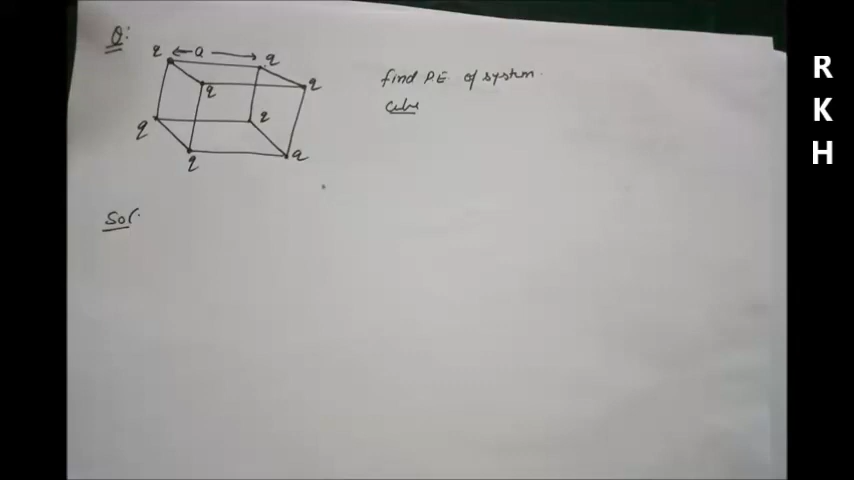 Q:
q ←a→ q
q q
q q
q q
find P.E. of system.
cube
Sol:
R
K
H